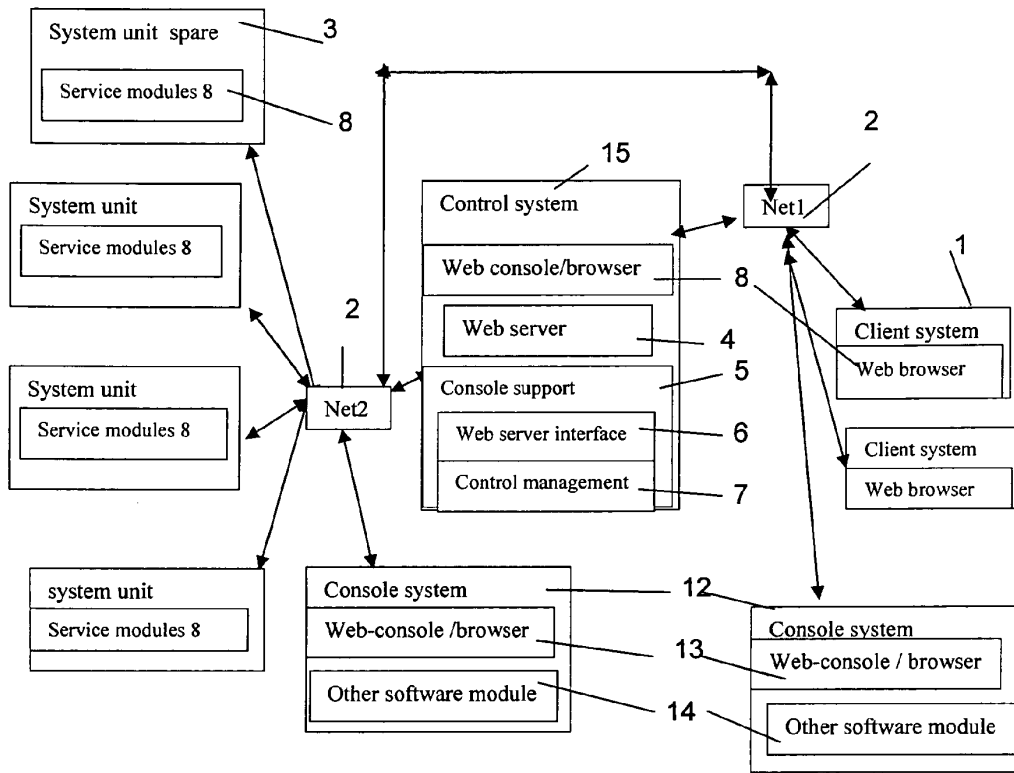 System unit spare
3
Service modules 8
8
System unit
Service modules 8
System unit
Service modules 8
system unit
Service modules 8
2
Net2
15
Control system
Web console/browser
8
Web server
4
Console support
5
Web server interface
6
Control management
7
2
Net1
1
Client system
Web browser
Client system
Web browser
Console system
12
Web-console /browser
13
Other software module
14
Console system
Web-console / browser
Other software module